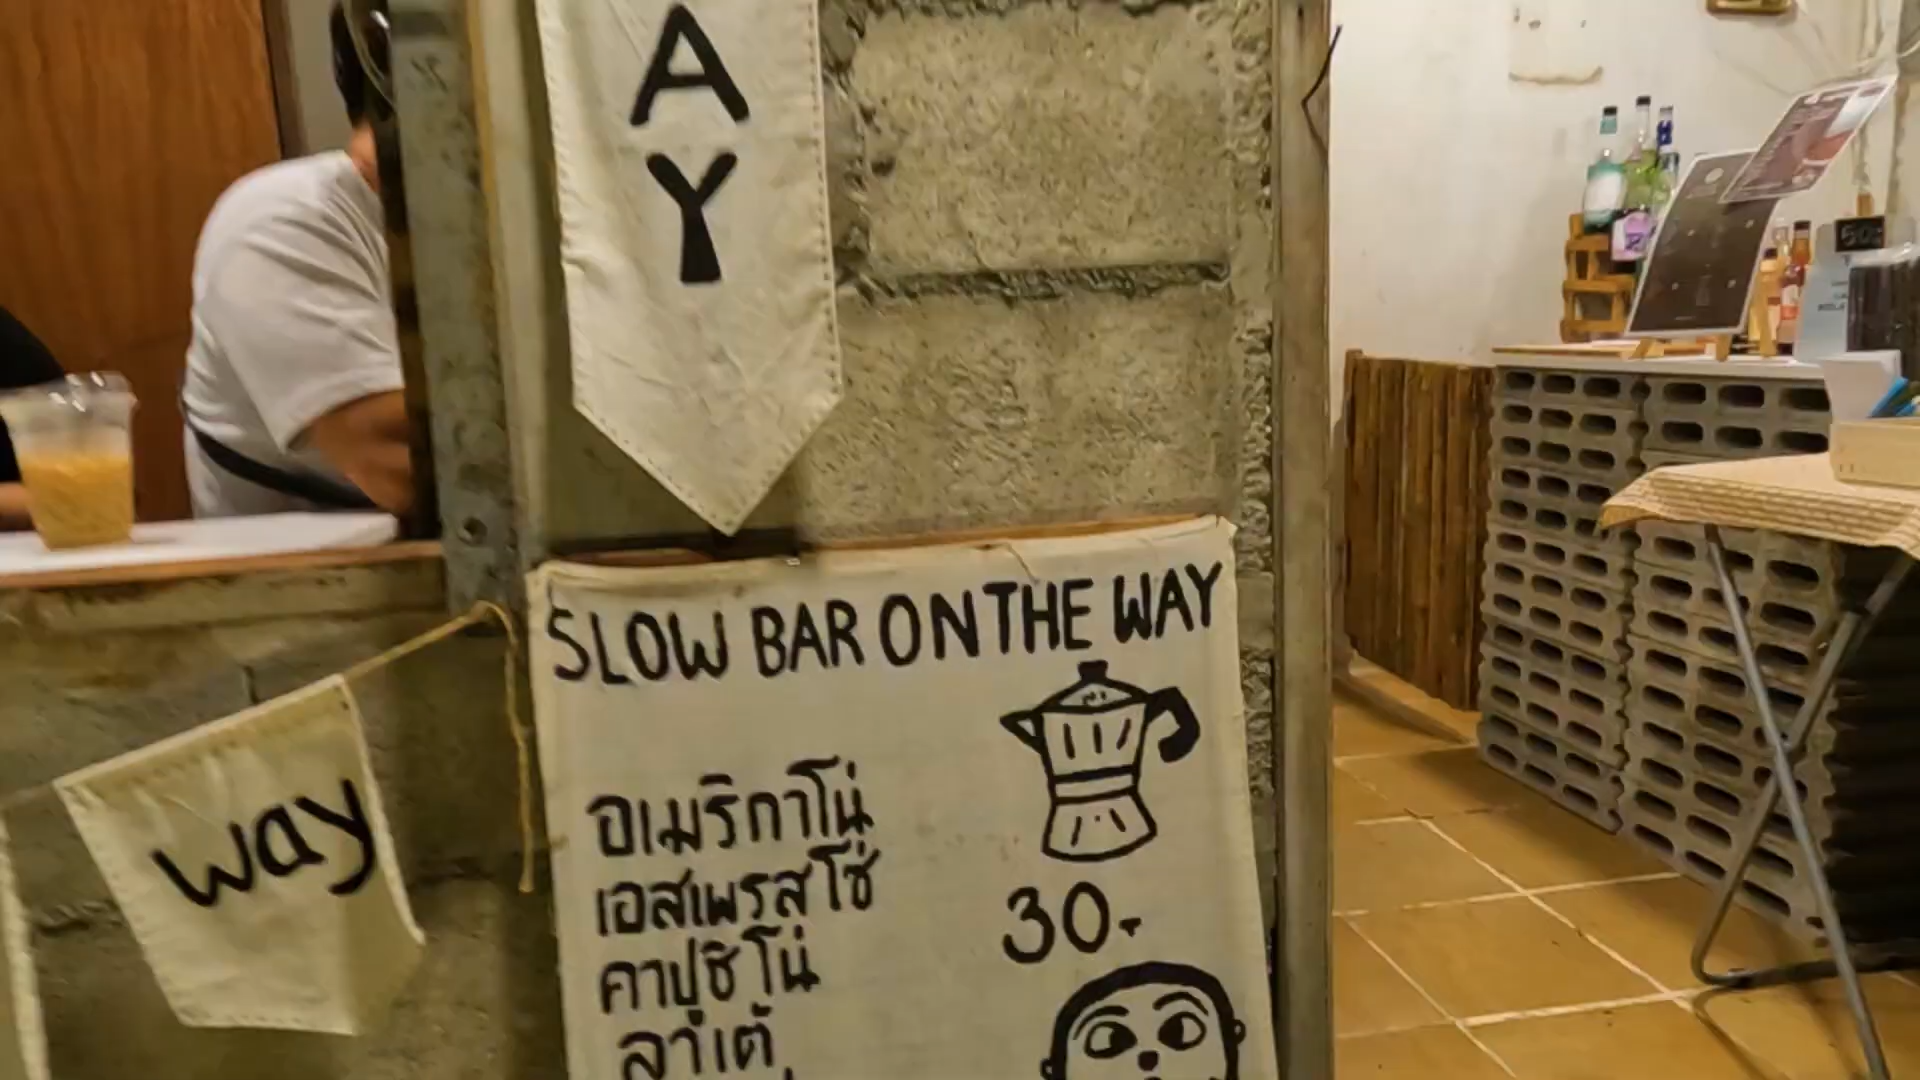 A
Y
SLOW BAR ON THE WAY
อเมริกาโน่
เอสเพรสโซ่
คาปูชิโน่
ลาเต้
30.-
way
50.-